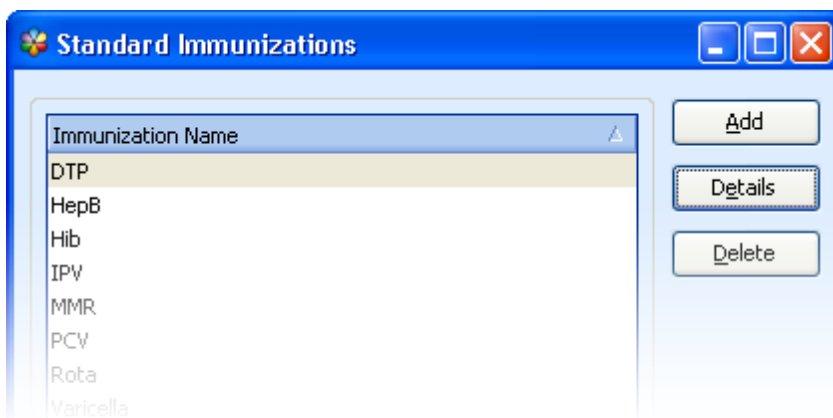 Standard Immunizations
Immunization Name
DTP
HepB
Hib
IPV
MMR
PCV
Rota
Varicella
Add
Details
Delete